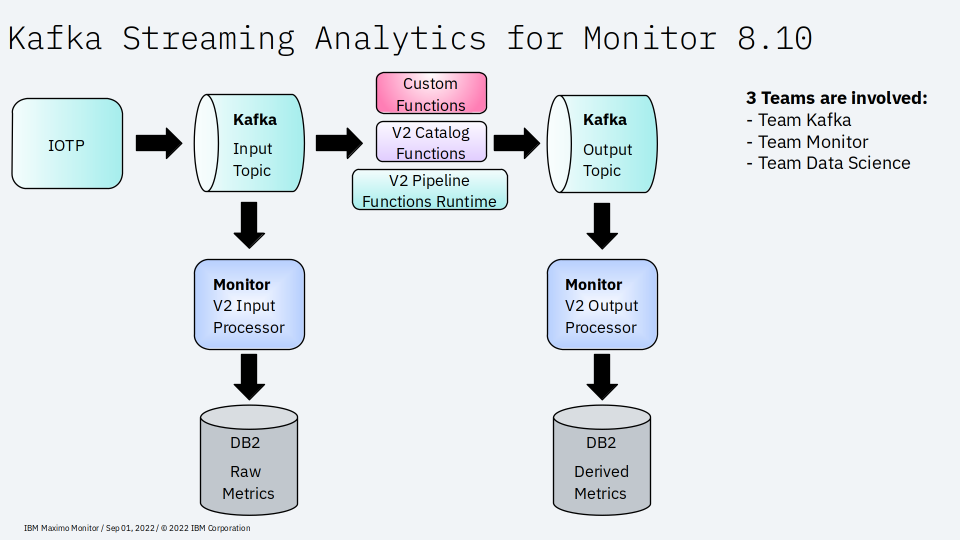 Kafka Streaming Analytics for Monitor 8.10
IOTP
Kafka
Input
Topic
Custom
Functions
V2 Catalog
Functions
V2 Pipeline
Functions Runtime
Kafka
Output
Topic
3 Teams are involved:
- Team Kafka
- Team Monitor
- Team Data Science
Monitor
V2 Input
Processor
Monitor
V2 Output
Processor
DB2
Raw
Metrics
DB2
Derived
Metrics
IBM Maximo Monitor / Sep 01, 2022 / © 2022 IBM Corporation